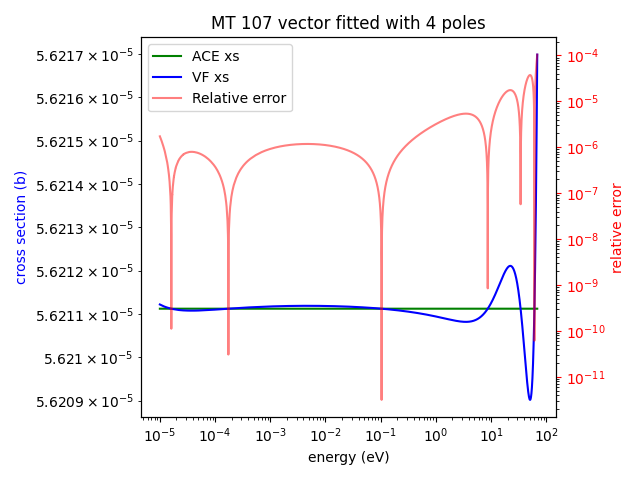 MT 107 vector fitted with 4 poles
ACE xs
VF xs
Relative error
cross section (b)
5.6217 × 10⁻⁵
5.6216 × 10⁻⁵
5.6215 × 10⁻⁵
5.6214 × 10⁻⁵
5.6213 × 10⁻⁵
5.6212 × 10⁻⁵
5.6211 × 10⁻⁵
5.621 × 10⁻⁵
5.6209 × 10⁻⁵
10⁻⁴
10⁻⁵
10⁻⁶
10⁻⁷
10⁻⁸
10⁻⁹
10⁻¹⁰
10⁻¹¹
relative error
10⁻⁵ 10⁻⁴ 10⁻³ 10⁻² 10⁻¹ 10⁰ 10¹ 10²
energy (eV)